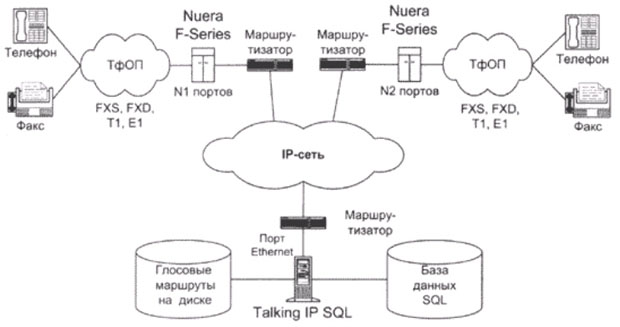 Nuera
F-Series
Маршру-
тизатор
Маршру-
тизатор
Nuera
F-Series
Телефон
ТфОП
N1 портов
N2 портов
ТфОП
Телефон
Факс
FXS, FXD,
T1, E1
FXS, FXD,
T1, E1
Факс
IP-сеть
Порт
Ethernet
Маршру-
тизатор
Глосовые
маршруты
на диске
База
данных
SQL
Talking IP SQL